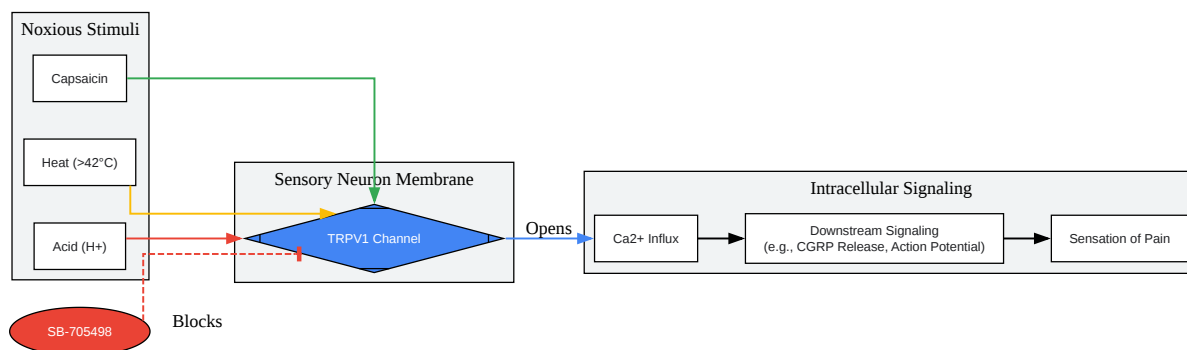 Noxious Stimuli
Capsaicin
Heat (>42°C)
Acid (H+)
SB-705498
Blocks
Sensory Neuron Membrane
TRPV1 Channel
Opens
Intracellular Signaling
Ca2+ Influx
Downstream Signaling
(e.g., CGRP Release, Action Potential)
Sensation of Pain